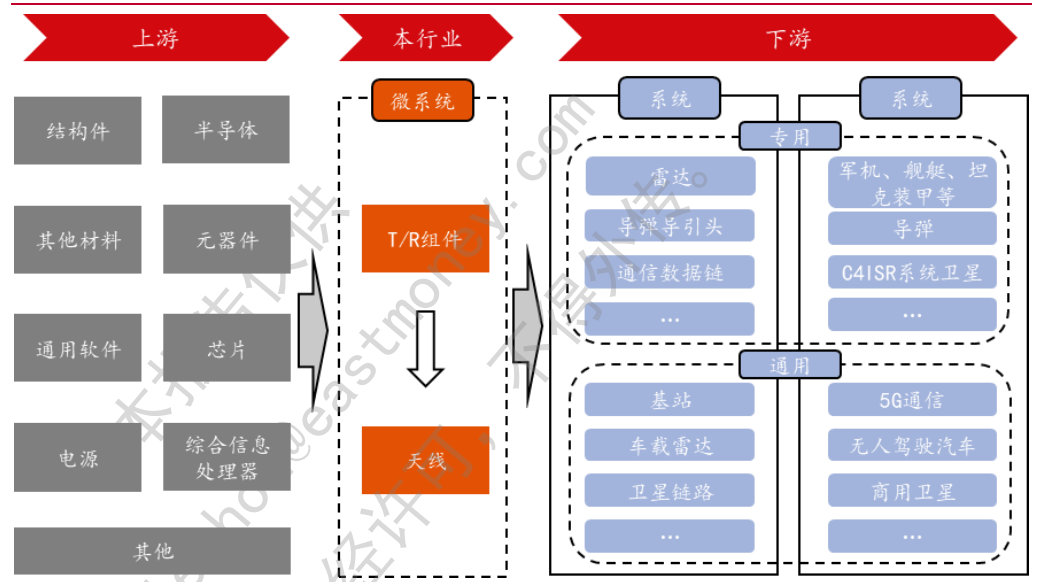 上游
本行业
下游
结构件
半导体
其他材料
元器件
通用软件
芯片
电源
综合信息
处理器
其他
微系统
T/R组件
天线
系统
系统
专用
雷达
军机、舰艇、坦
克装甲等
导弹导引头
导弹
通信数据链
C4ISR系统卫星
...
...
通用
基站
5G通信
车载雷达
无人驾驶汽车
卫星链路
商用卫星
...
...